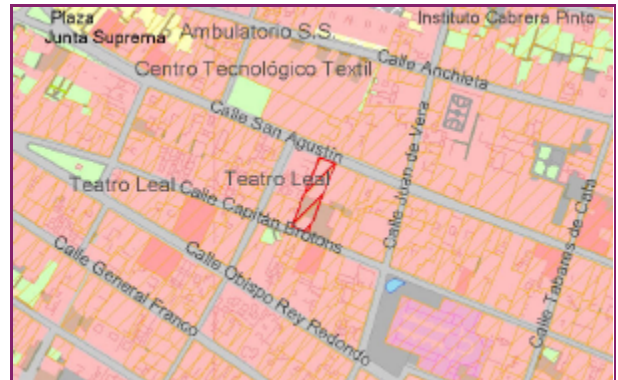 Plaza
Junta Suprema
Ambulatorio S.S.
Instituto Cabrera Pinto
Centro Tecnológico Textil
Calle Anchieta
Calle San Agustín
Calle Juan de Vera
Teatro Leal
Teatro Leal
Calle Capitán Brotons
Calle Tabares de Cala
Calle General Franco
Calle Obispo Rey Redondo